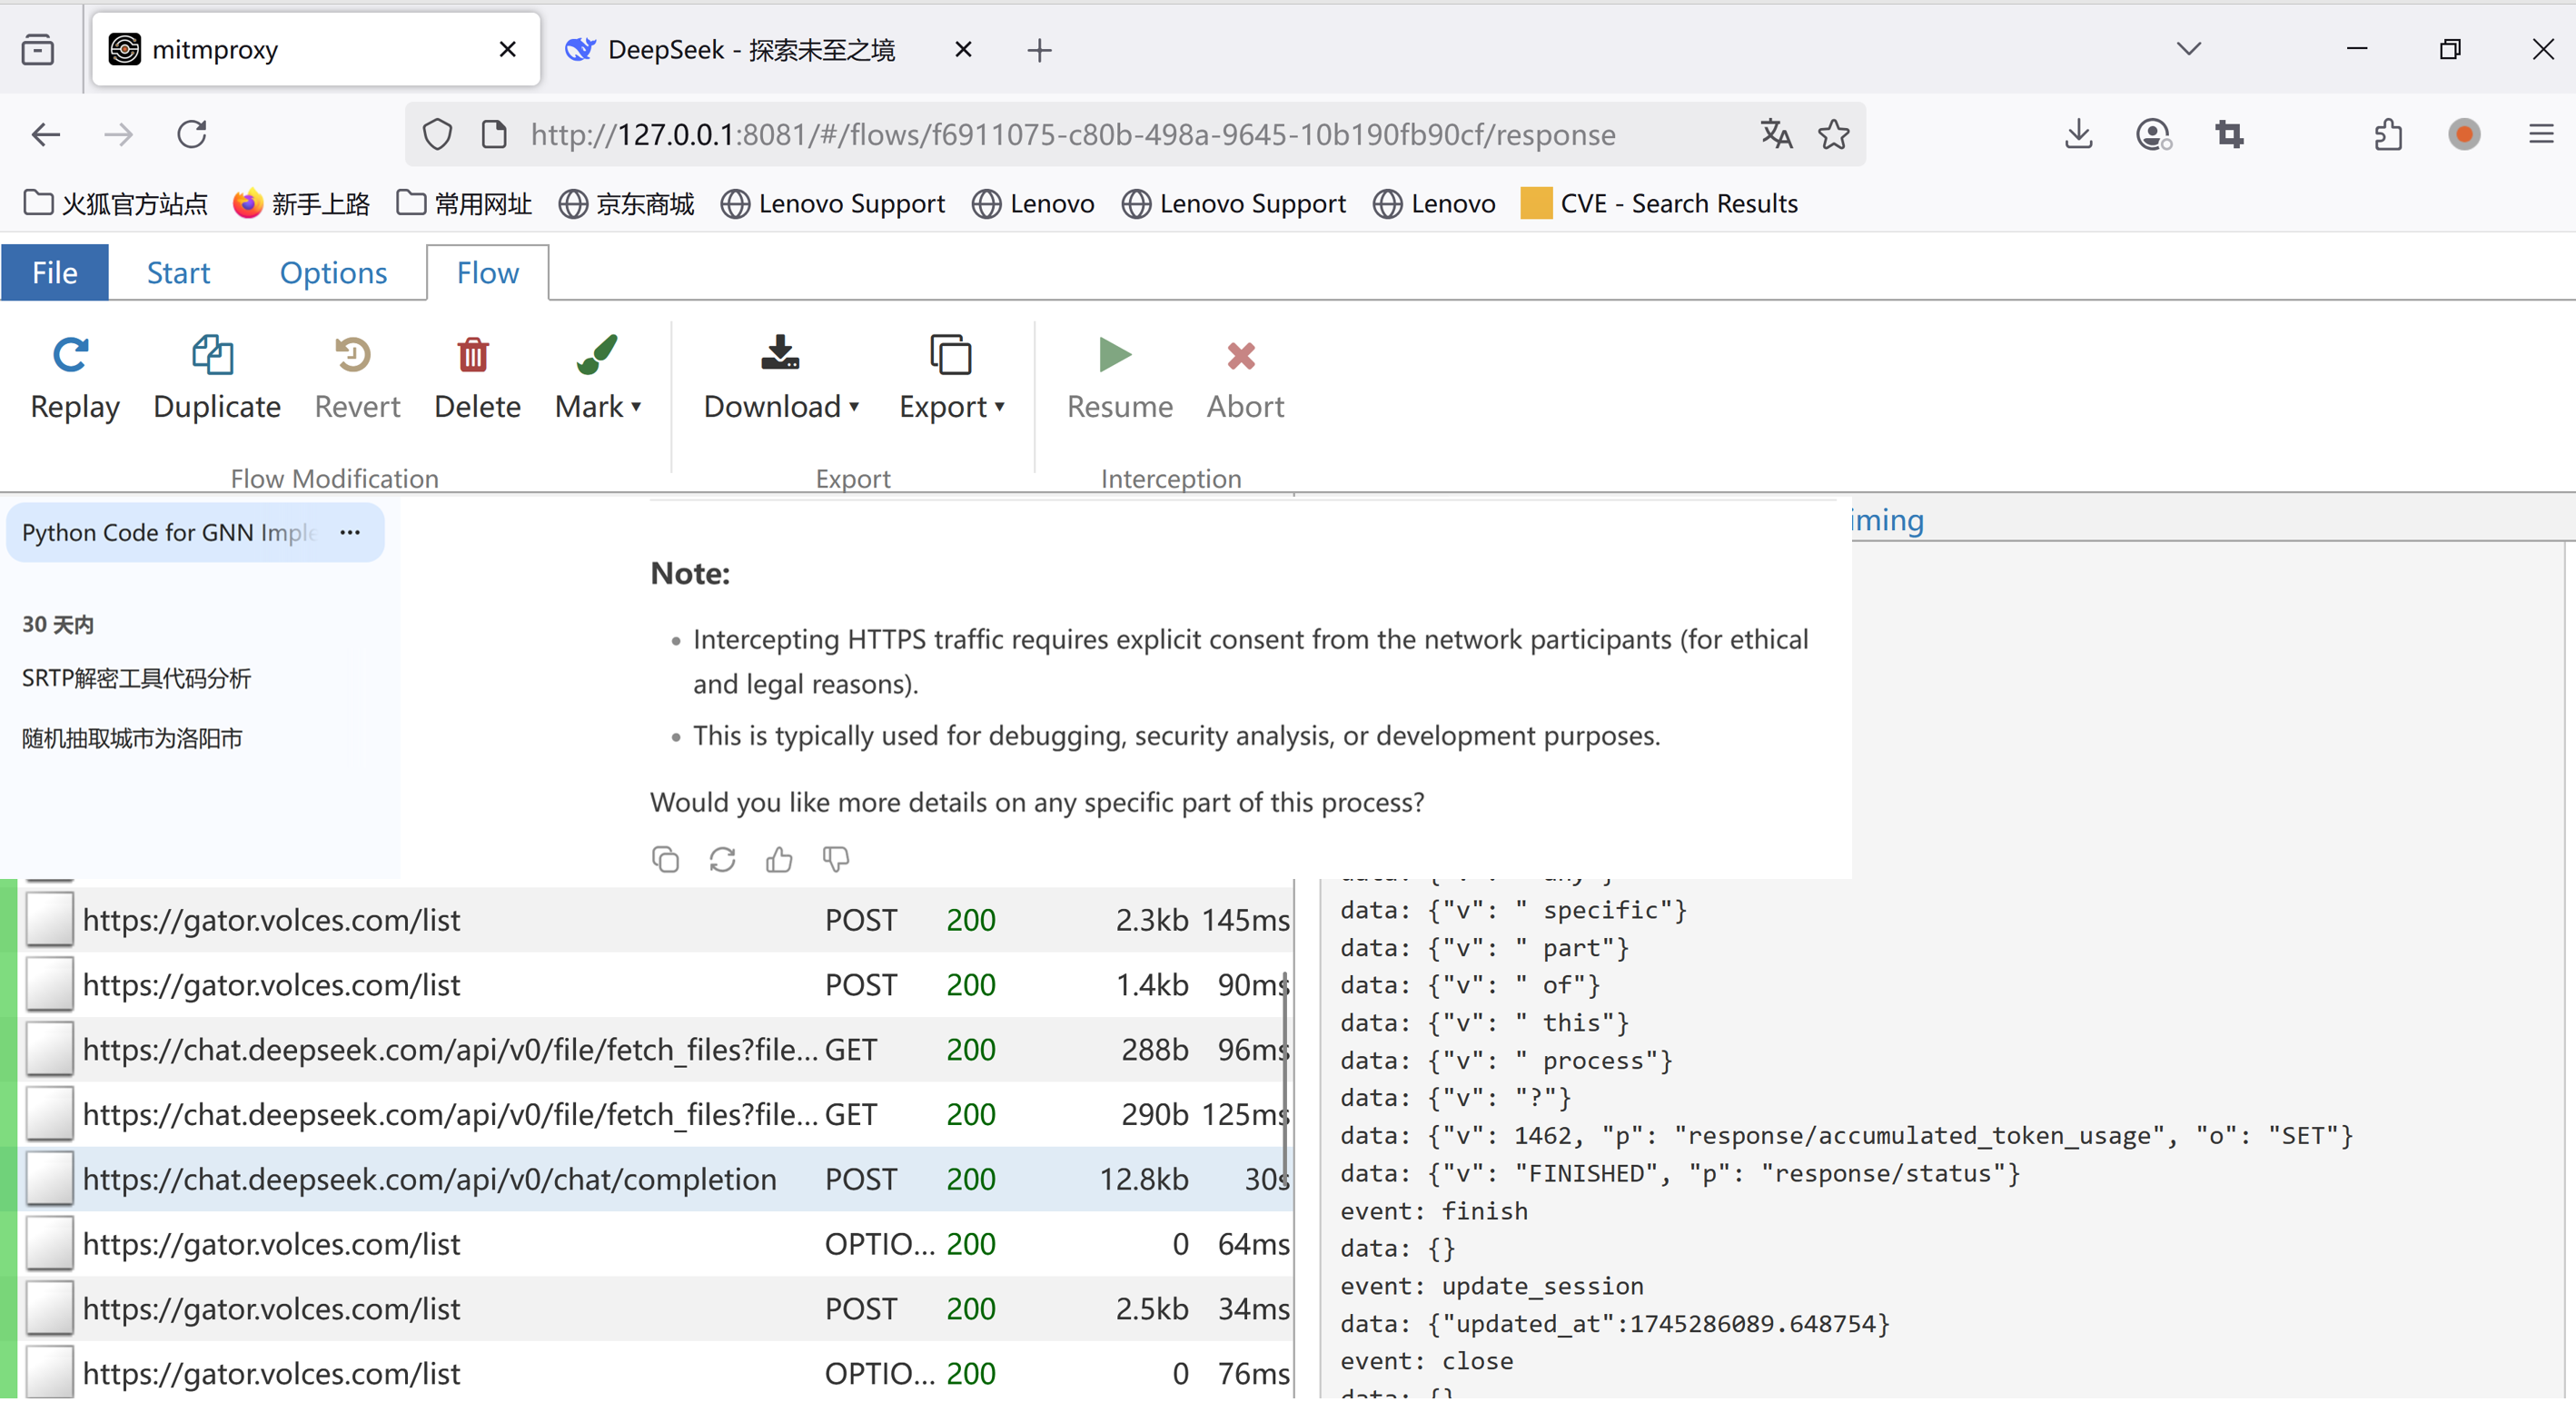 mitmproxy
DeepSeek - 探索未至之境
http://127.0.0.1:8081/#/flows/f6911075-c80b-498a-9645-10b190fb90cf/response
火狐官方站点 新手上路 常用网址 京东商城 Lenovo Support Lenovo Lenovo Support Lenovo CVE - Search Results
File Start Options Flow
Replay Duplicate Revert Delete Mark Download Export Resume Abort
Flow Modification Export Interception
Python Code for GNN Imple
30 天内
SRTP解密工具代码分析
随机抽取城市为洛阳市
Note:
Intercepting HTTPS traffic requires explicit consent from the network participants (for ethical
and legal reasons).
This is typically used for debugging, security analysis, or development purposes.
Would you like more details on any specific part of this process?
iming
https://gator.volces.com/list POST 200 2.3kb 145ms
https://gator.volces.com/list POST 200 1.4kb 90ms
https://chat.deepseek.com/api/v0/file/fetch_files?file... GET 200 288b 96ms
https://chat.deepseek.com/api/v0/file/fetch_files?file... GET 200 290b 125ms
https://chat.deepseek.com/api/v0/chat/completion POST 200 12.8kb 30s
https://gator.volces.com/list OPTIO... 200 0 64ms
https://gator.volces.com/list POST 200 2.5kb 34ms
https://gator.volces.com/list OPTIO... 200 0 76ms
data: {"v": " specific"}
data: {"v": " part"}
data: {"v": " of"}
data: {"v": " this"}
data: {"v": " process"}
data: {"v": "?"}
data: {"v": 1462, "p": "response/accumulated_token_usage", "o": "SET"}
data: {"v": "FINISHED", "p": "response/status"}
event: finish
data: {}
event: update_session
data: {"updated_at":1745286089.648754}
event: close